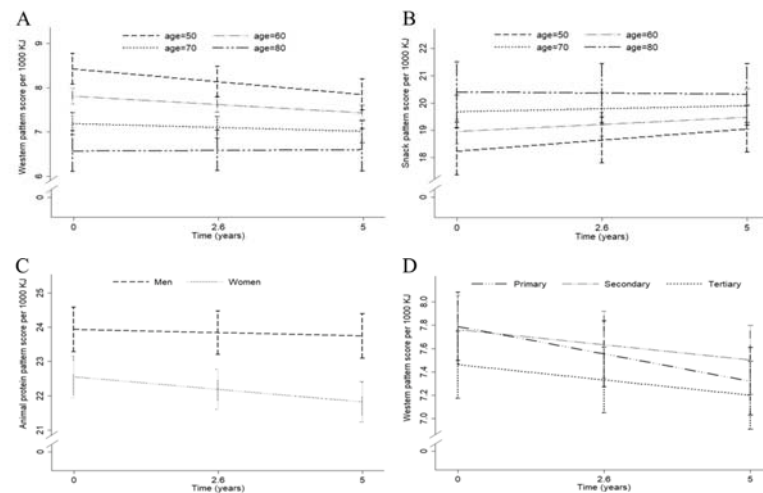 A
age=50 age=60
age=70 age=80
Western pattern score per 1000 KJ
9
8
7
6
0
0 2.6 5
Time (years)
B
age=50 age=60
age=70 age=80
Snack pattern score per 1000 KJ
22
21
20
19
18
0
0 2.6 5
Time (years)
C
Men Women
Animal protein pattern score per 1000 KJ
25
24
23
22
21
0
0 2.6 5
Time (years)
D
Primary Secondary Tertiary
Western pattern score per 1000 KJ
8.0
7.8
7.6
7.4
7.2
7.0
0
0 2.6 5
Time (years)